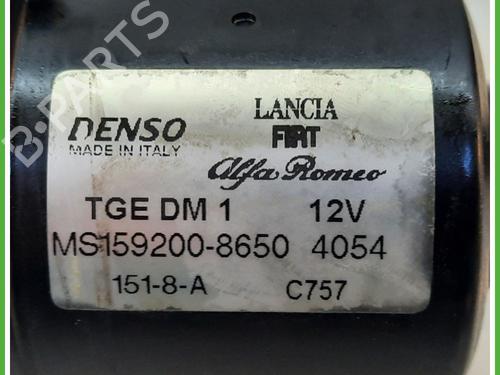 B-PARTS
DENSO
MADE IN ITALY
LANCIA
FIAT
Alfa Romeo
TGE DM 1 12V
MS159200-8650 4054
151-8-A C757